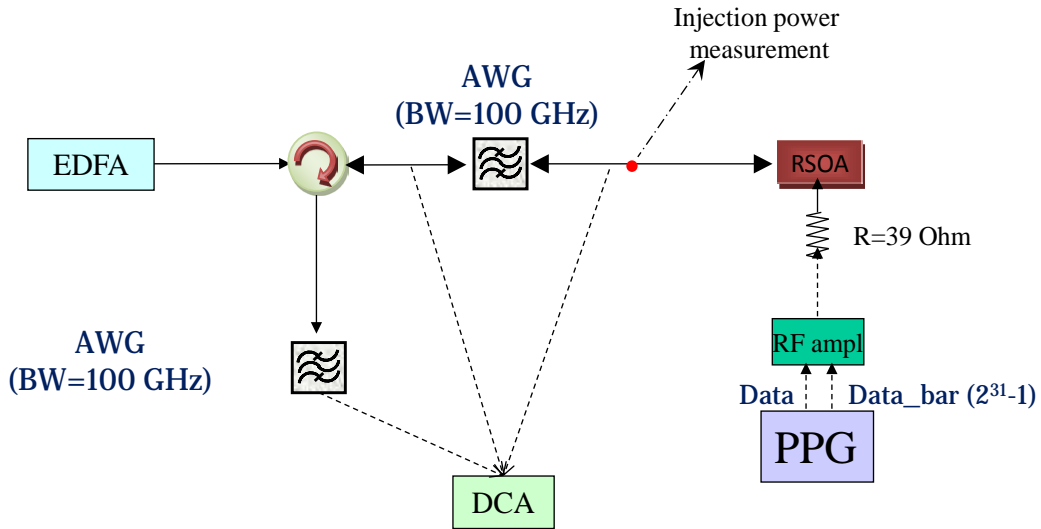 Injection power
measurement
AWG
(BW=100 GHz)
EDFA
RSOA
R=39 Ohm
AWG
(BW=100 GHz)
RF ampl
Data
Data_bar (2³¹-1)
PPG
DCA